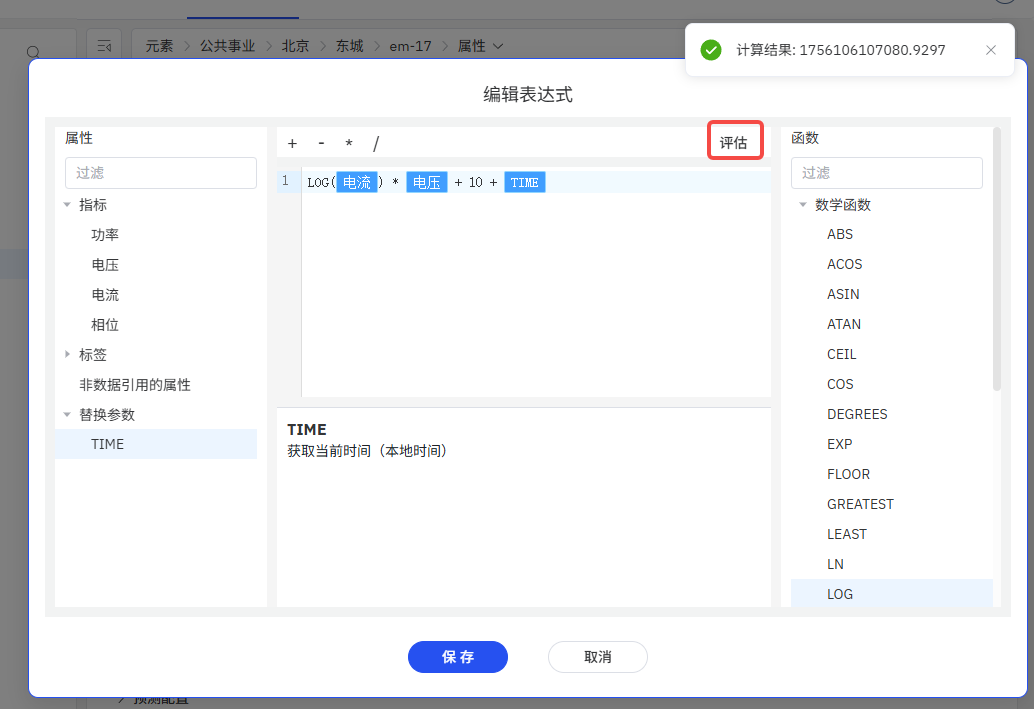 元素 > 公共事业 > 北京 > 东城 > em-17 > 属性
计算结果: 1756106107080.9297
编辑表达式
属性
过滤
指标
功率
电压
电流
相位
标签
非数据引用的属性
替换参数
TIME
+ - * /
评估
1 LOG(电流) * 电压 + 10 + TIME
TIME
获取当前时间（本地时间）
函数
过滤
数学函数
ABS
ACOS
ASIN
ATAN
CEIL
COS
DEGREES
EXP
FLOOR
GREATEST
LEAST
LN
LOG
保存
取消
预测配置